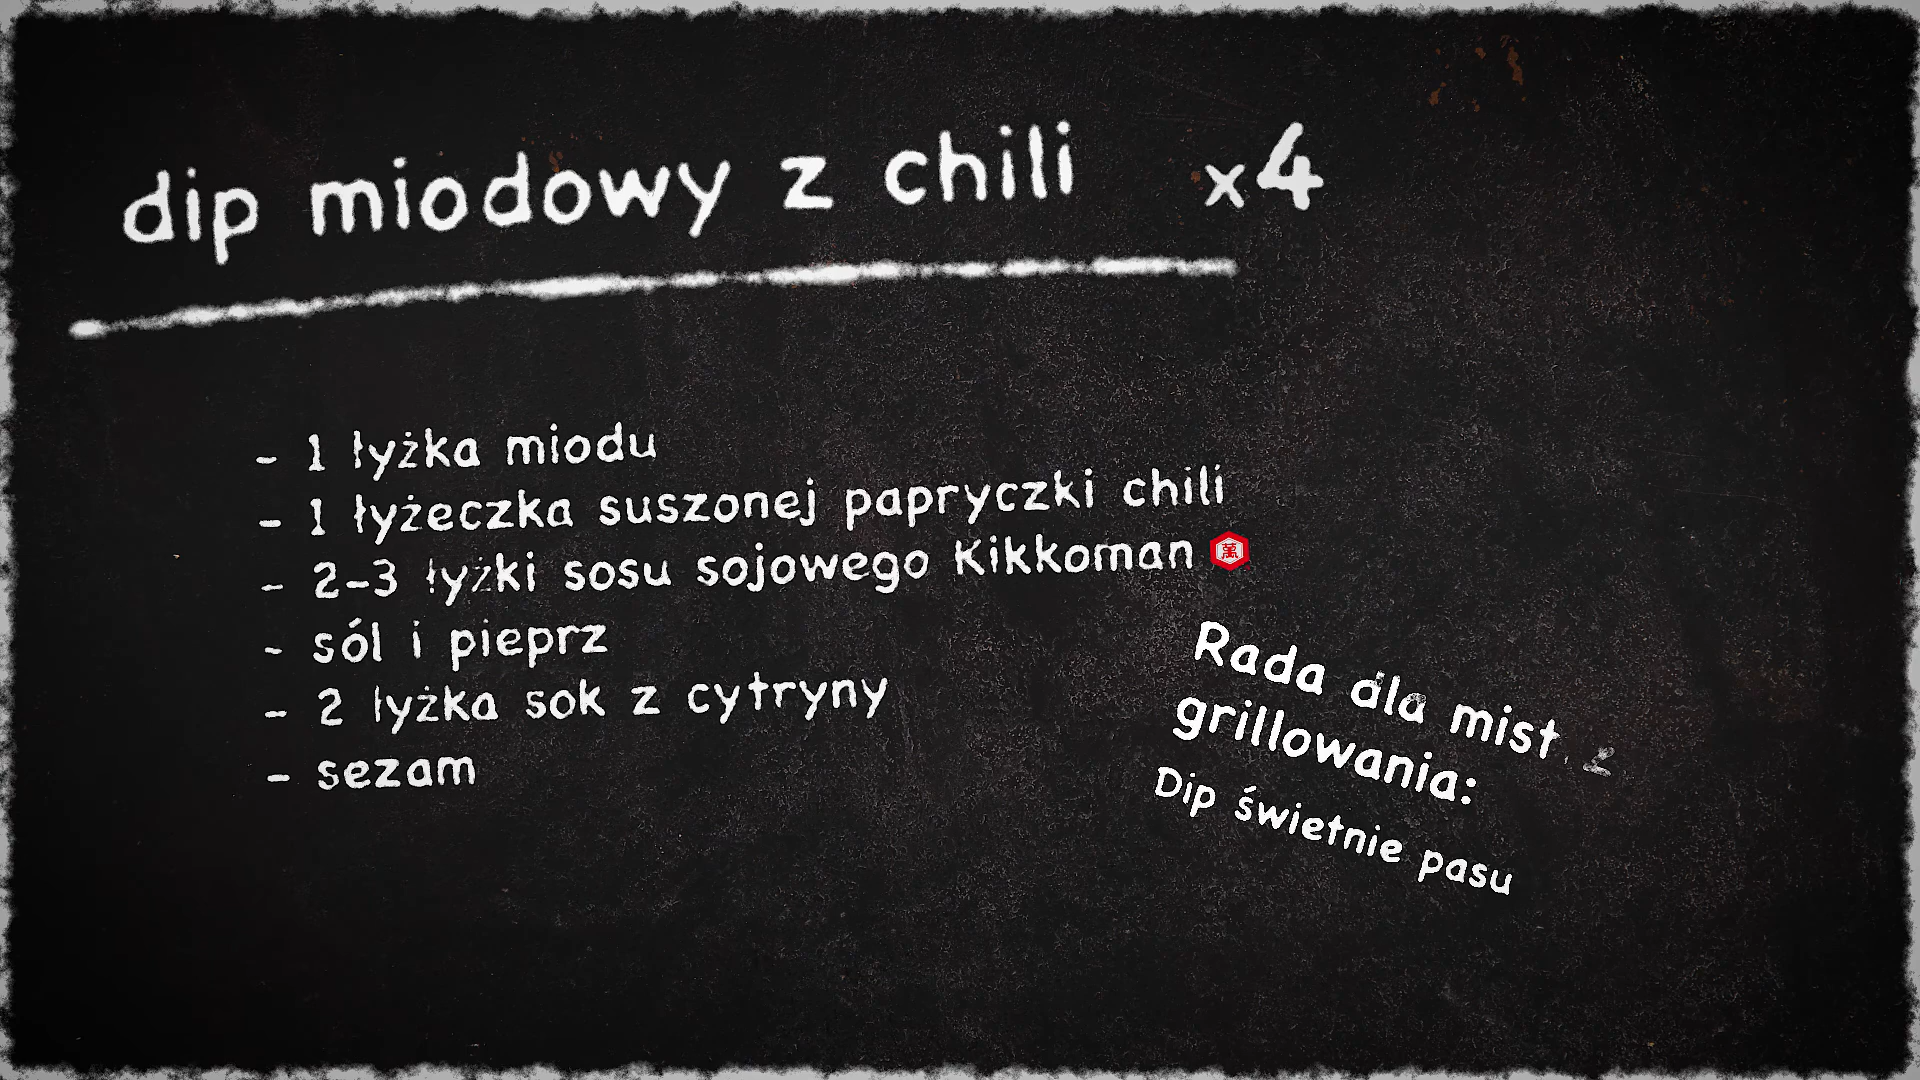 dip miodowy z chili x4
- 1 łyżka miodu
- 1 łyżeczka suszonej papryczki chili
- 2-3 łyżki sosu sojowego Kikkoman 萬
- sól i pieprz
- 2 łyżka sok z cytryny
- sezam
Rada dla mist
grillowania:
Dip świetnie pasu